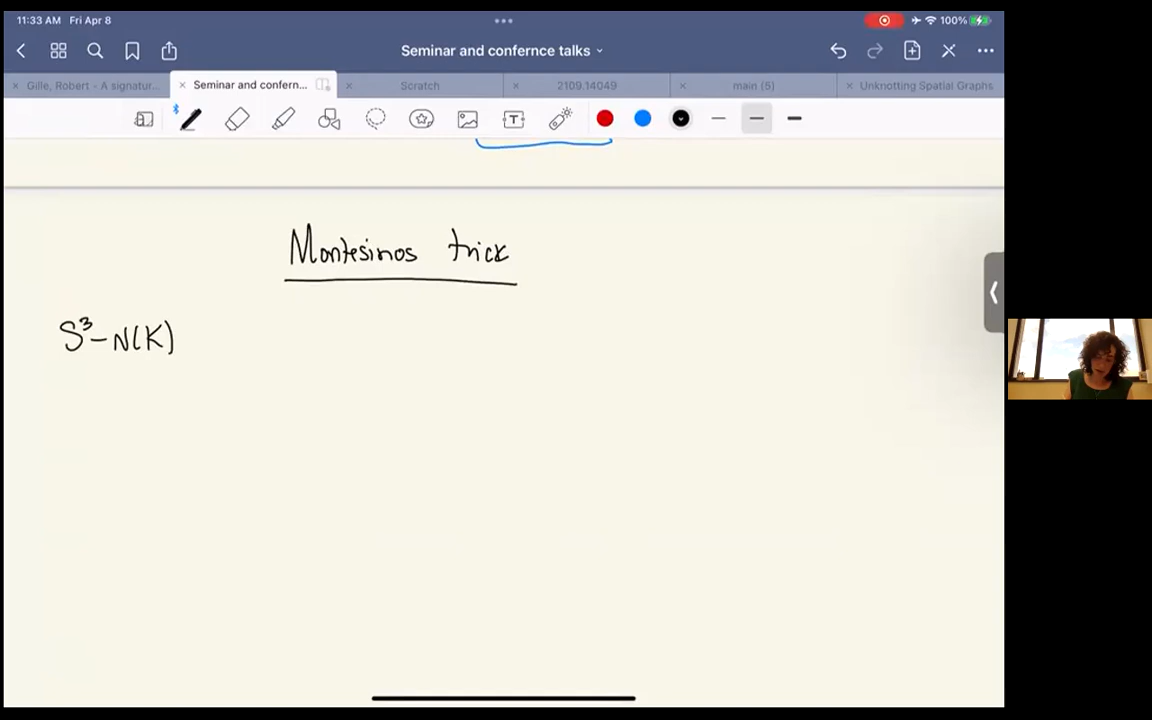 11:33 AM Fri Apr 8
100%
Seminar and confernce talks
Gille, Robert - A signatur...
Seminar and confern...
Scratch
2109.14049
main (5)
Unknotting Spatial Graphs
Montesinos trick
S³-N(K)